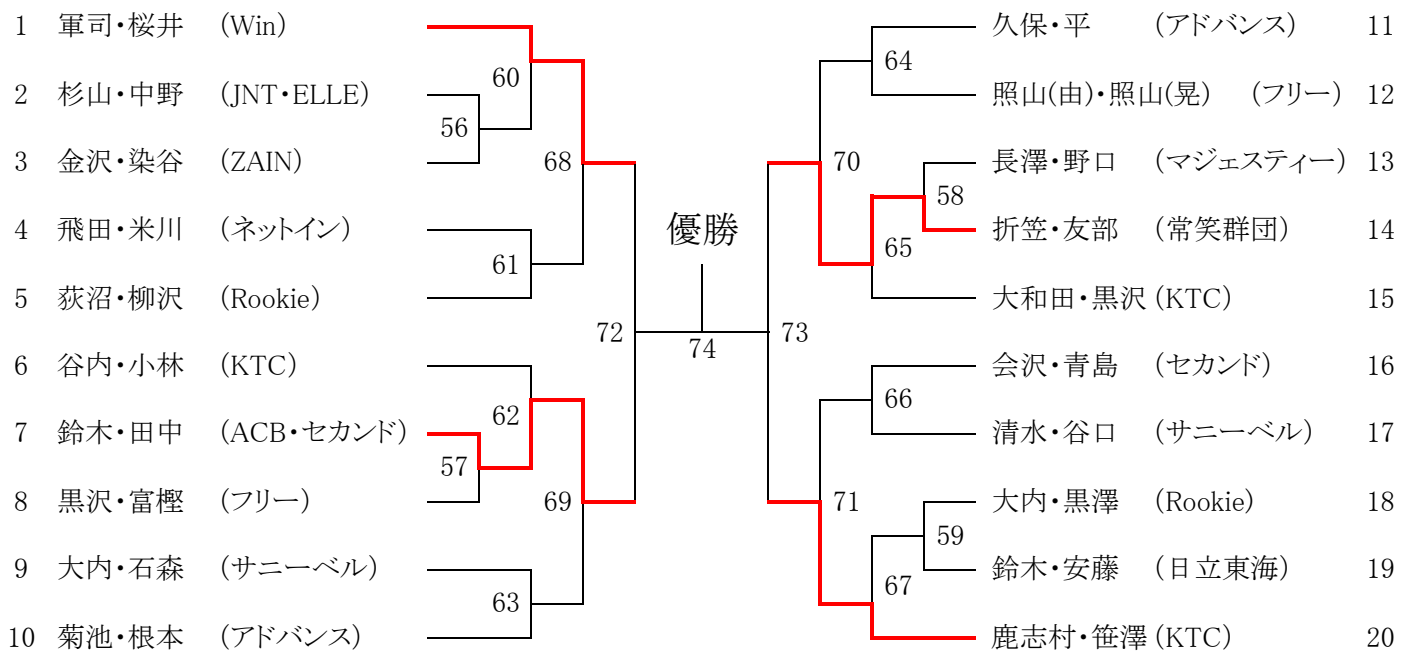 1 軍司・桜井 (Win)
60
2 杉山・中野 (JNT・ELLE)
56
3 金沢・染谷 (ZAIN)
68
4 飛田・米川 (ネットイン)
61
5 荻沼・柳沢 (Rookie)
72
6 谷内・小林 (KTC)
62
7 鈴木・田中 (ACB・セカンド)
57
8 黒沢・富樫 (フリー)
69
9 大内・石森 (サニーベル)
63
10 菊池・根本 (アドバンス)
優勝
74
久保・平 (アドバンス) 11
64
照山(由)・照山(晃) (フリー) 12
70
長澤・野口 (マジェスティー) 13
58
折笠・友部 (常笑群団) 14
65
大和田・黒沢 (KTC) 15
73
会沢・青島 (セカンド) 16
66
清水・谷口 (サニーベル) 17
71
大内・黒澤 (Rookie) 18
59
鈴木・安藤 (日立東海) 19
67
鹿志村・笹澤 (KTC) 20